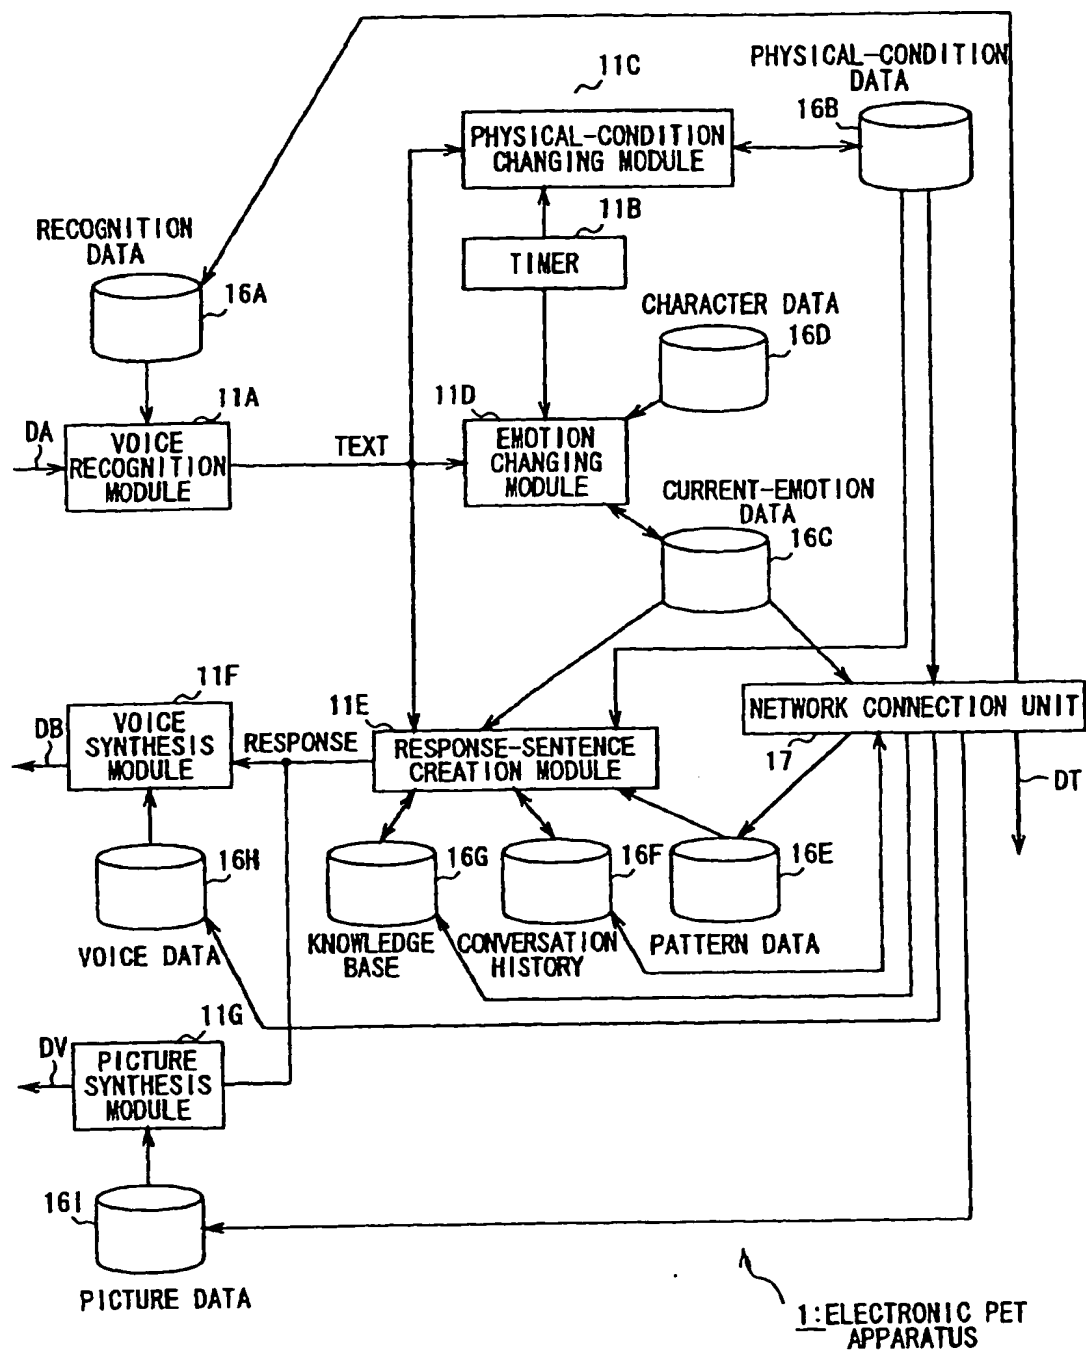 11C
PHYSICAL-CONDITION
DATA
16B
PHYSICAL-CONDITION
CHANGING MODULE
11B
TIMER
RECOGNITION
DATA
16A
CHARACTER DATA
16D
11A
11D
DA
VOICE
RECOGNITION
MODULE
TEXT
EMOTION
CHANGING
MODULE
CURRENT-EMOTION
DATA
16C
11F
11E
DB
VOICE
SYNTHESIS
MODULE
RESPONSE
RESPONSE-SENTENCE
CREATION MODULE
NETWORK CONNECTION UNIT
17
DT
16H
16G
16F
16E
VOICE DATA
KNOWLEDGE
BASE
CONVERSATION
HISTORY
PATTERN DATA
11G
DV
PICTURE
SYNTHESIS
MODULE
16I
PICTURE DATA
1:ELECTRONIC PET
APPARATUS